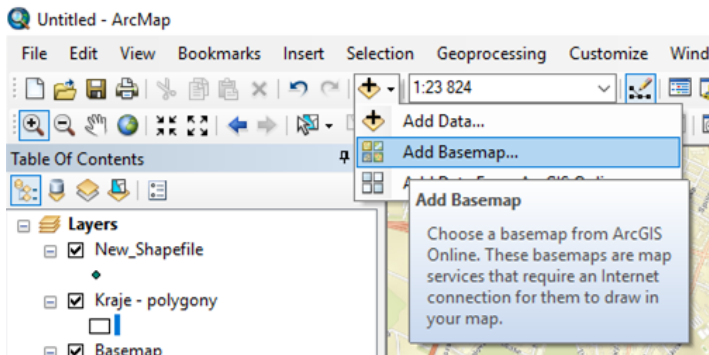 Untitled - ArcMap
File Edit View Bookmarks Insert Selection Geoprocessing Customize Wind
1:23 824
Add Data...
Table Of Contents
Add Basemap...
Add Basemap
Layers
Choose a basemap from ArcGIS
New_Shapefile
Online. These basemaps are map
services that require an Internet
Kraje - polygony
connection for them to draw in
your map.
Basemap